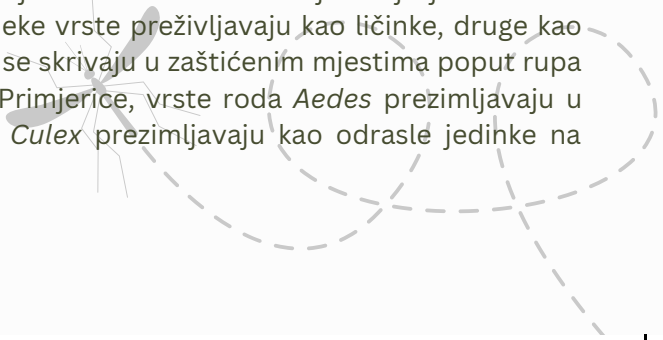 eke vrste preživljavaju kao ličinke, druge kao
se skrivaju u zaštićenim mjestima poput rupa
Primjerice, vrste roda Aedes prezimljavaju u
Culex prezimljavaju kao odrasle jedinke na